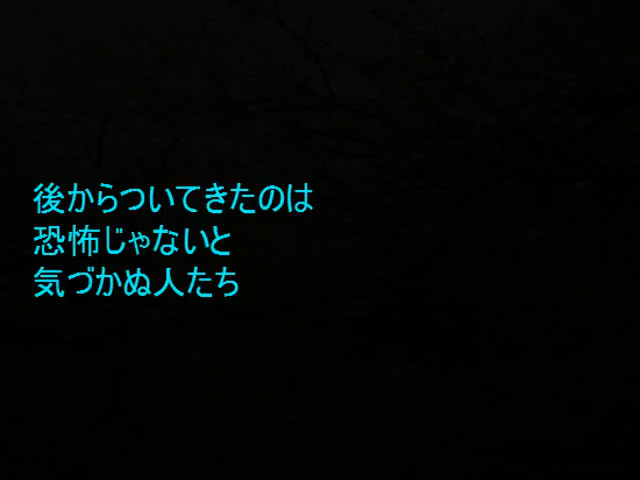 後からついてきたのは
恐怖じゃないと
気づかぬ人たち